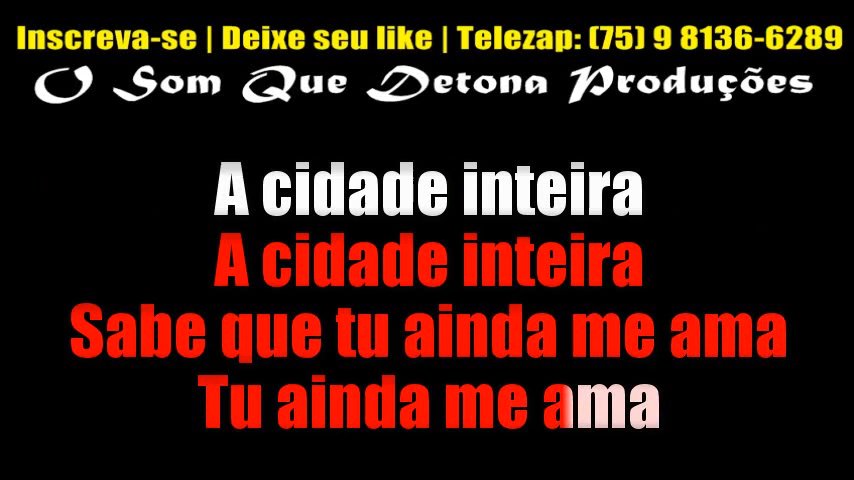 Inscreva-se | Deixe seu like | Telezap: (75) 9 8136-6289
O Som Que Detona Produções
A cidade inteira
A cidade inteira
Sabe que tu ainda me ama
Tu ainda me ama